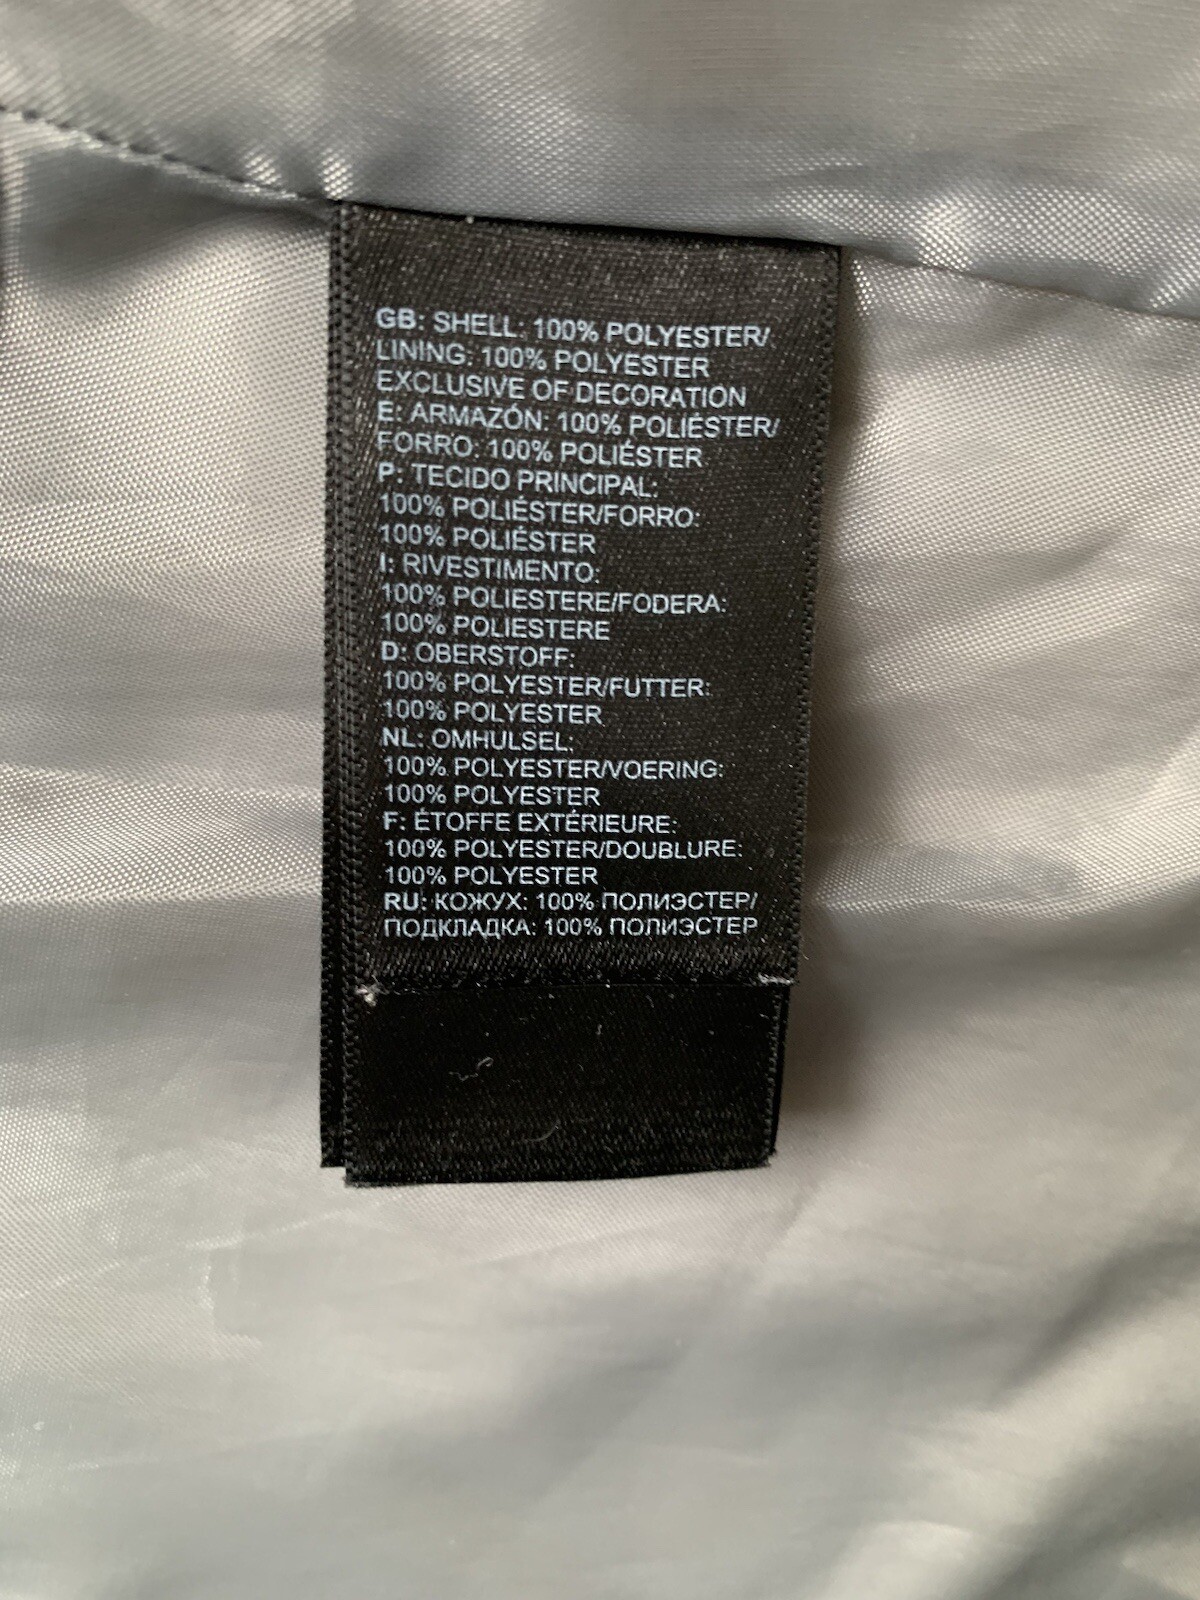 GB: SHELL: 100% POLYESTER/
LINING: 100% POLYESTER
EXCLUSIVE OF DECORATION
E: ARMAZÓN: 100% POLIÉSTER/
FORRO: 100% POLIÉSTER
P: TECIDO PRINCIPAL:
100% POLIÉSTER/FORRO:
100% POLIÉSTER
I: RIVESTIMENTO:
100% POLIESTERE/FODERA:
100% POLIESTERE
D: OBERSTOFF:
100% POLYESTER/FUTTER:
100% POLYESTER
NL: OMHULSEL:
100% POLYESTER/VOERING:
100% POLYESTER
F: ÉTOFFE EXTÉRIEURE:
100% POLYESTER/DOUBLURE:
100% POLYESTER
RU: КОЖУХ: 100% ПОЛИЭСТЕР/
ПОДКЛАДКА: 100% ПОЛИЭСТЕР